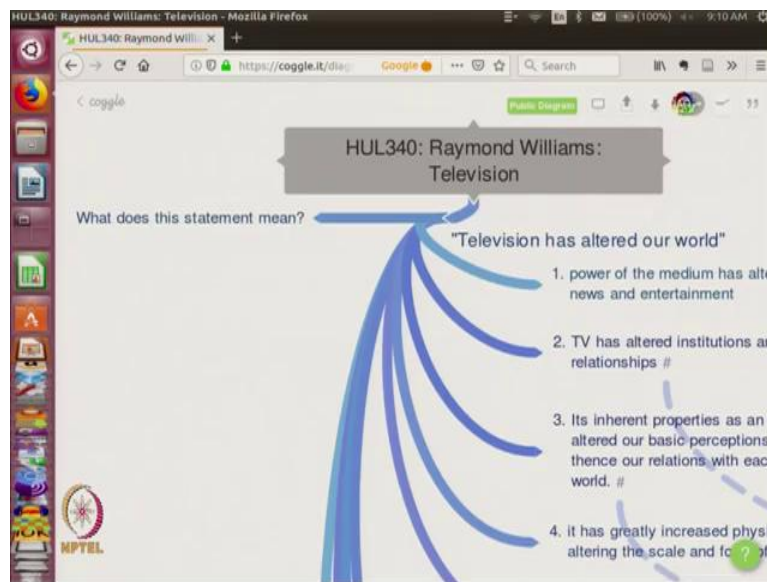 HUL340: Raymond Williams: Television - Mozilla Firefox
En
(100%)
9:10 AM
HUL340: Raymond Willi
https://coggle.it/diag
Google
Search
< coggle
Public Diagram
HUL340: Raymond Williams:
Television
What does this statement mean?
"Television has altered our world"
1. power of the medium has alte
news and entertainment
2. TV has altered institutions a
relationships #
3. Its inherent properties as an
altered our basic perceptions
thence our relations with eac
world. #
4. it has greatly increased physi
altering the scale and fo of
?
NPTEL